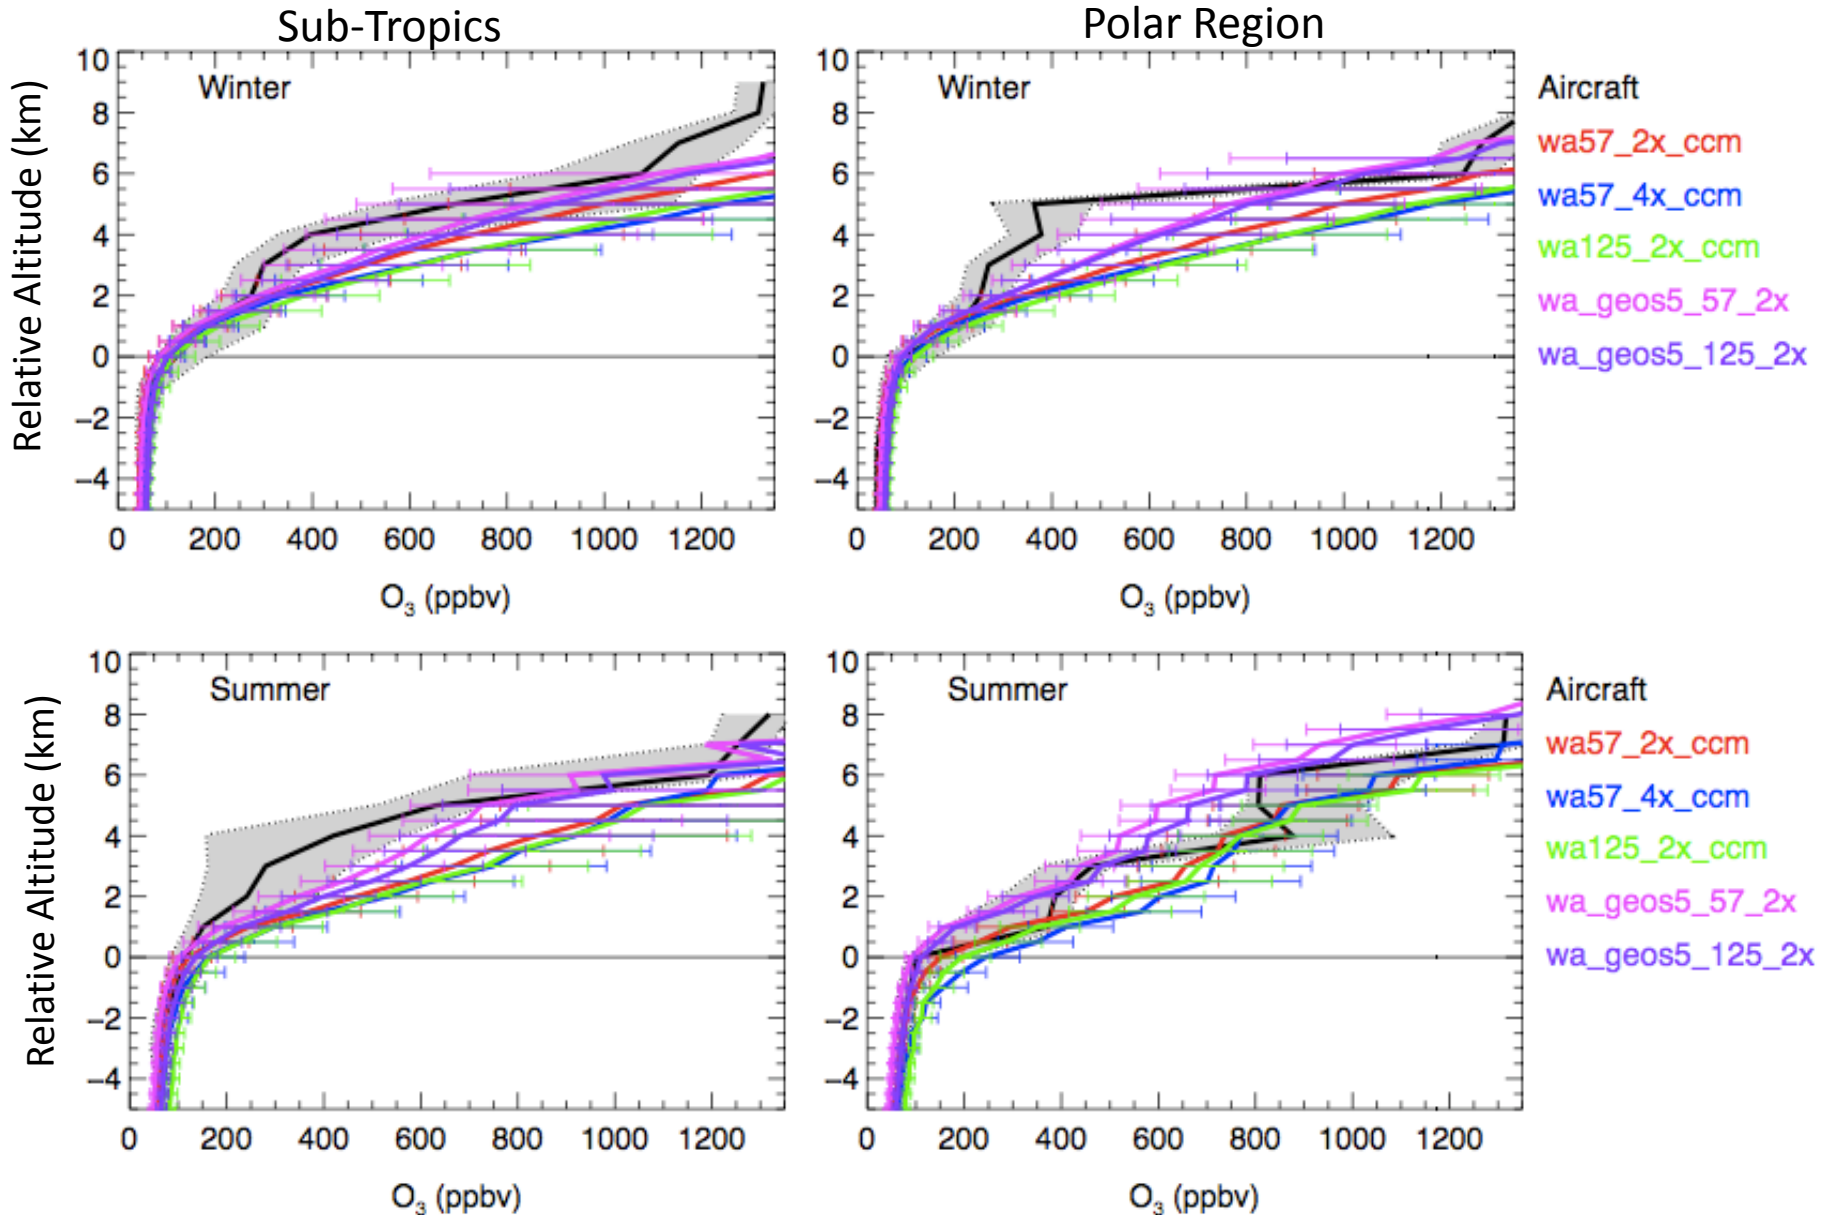 Sub-Tropics
Polar Region
Winter
Relative Altitude (km)
10
8
6
4
2
0
−2
−4
0 200 400 600 800 1000 1200
O₃ (ppbv)
Winter
10
8
6
4
2
0
−2
−4
0 200 400 600 800 1000 1200
O₃ (ppbv)
Aircraft
wa57_2x_ccm
wa57_4x_ccm
wa125_2x_ccm
wa_geos5_57_2x
wa_geos5_125_2x
Summer
Relative Altitude (km)
10
8
6
4
2
0
−2
−4
0 200 400 600 800 1000 1200
O₃ (ppbv)
Summer
10
8
6
4
2
0
−2
−4
0 200 400 600 800 1000 1200
O₃ (ppbv)
Aircraft
wa57_2x_ccm
wa57_4x_ccm
wa125_2x_ccm
wa_geos5_57_2x
wa_geos5_125_2x